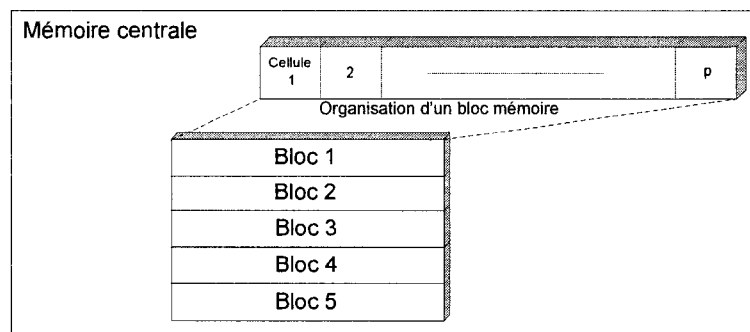 Mémoire centrale
Cellule
1
2
p
Organisation d'un bloc mémoire
Bloc 1
Bloc 2
Bloc 3
Bloc 4
Bloc 5